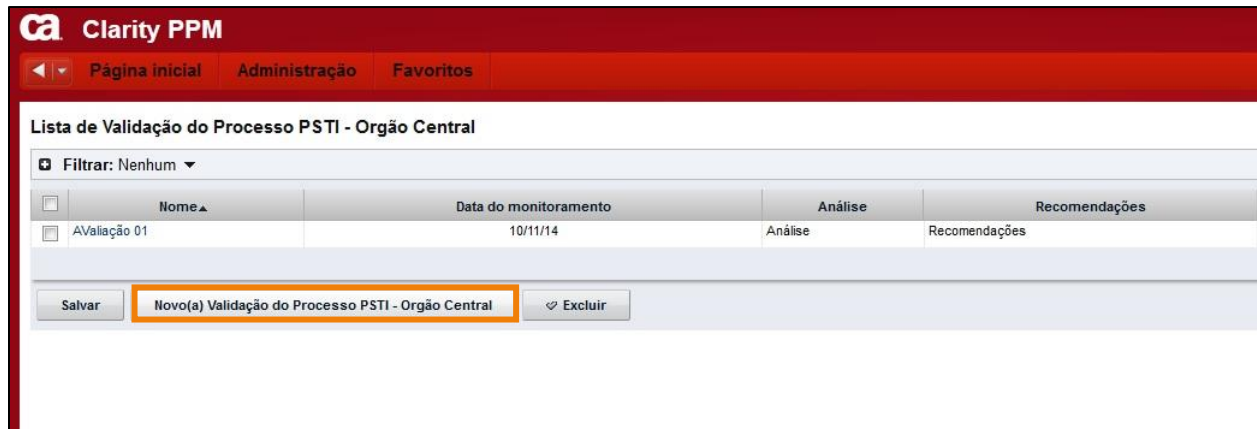 ca Clarity PPM
Página inicial Administração Favoritos
Lista de Validação do Processo PSTI - Orgão Central
Filtrar: Nenhum
Nome Data do monitoramento Análise Recomendações
AValiação 01 10/11/14 Análise Recomendações
Salvar Novo(a) Validação do Processo PSTI - Orgão Central Excluir